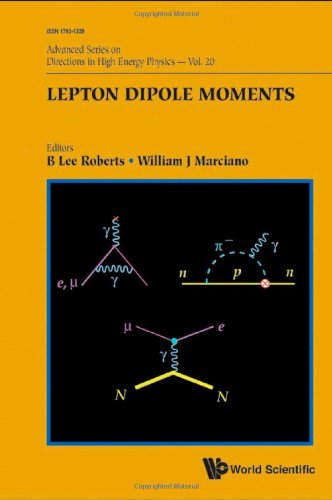 ISSN 1793-1339
Advanced Series on
Directions in High Energy Physics — Vol. 20
LEPTON DIPOLE MOMENTS
Editors
B Lee Roberts • William J Marciano
γ
γ
e, μ
π⁻
γ
n p n
μ e
γ
N N
World Scientific